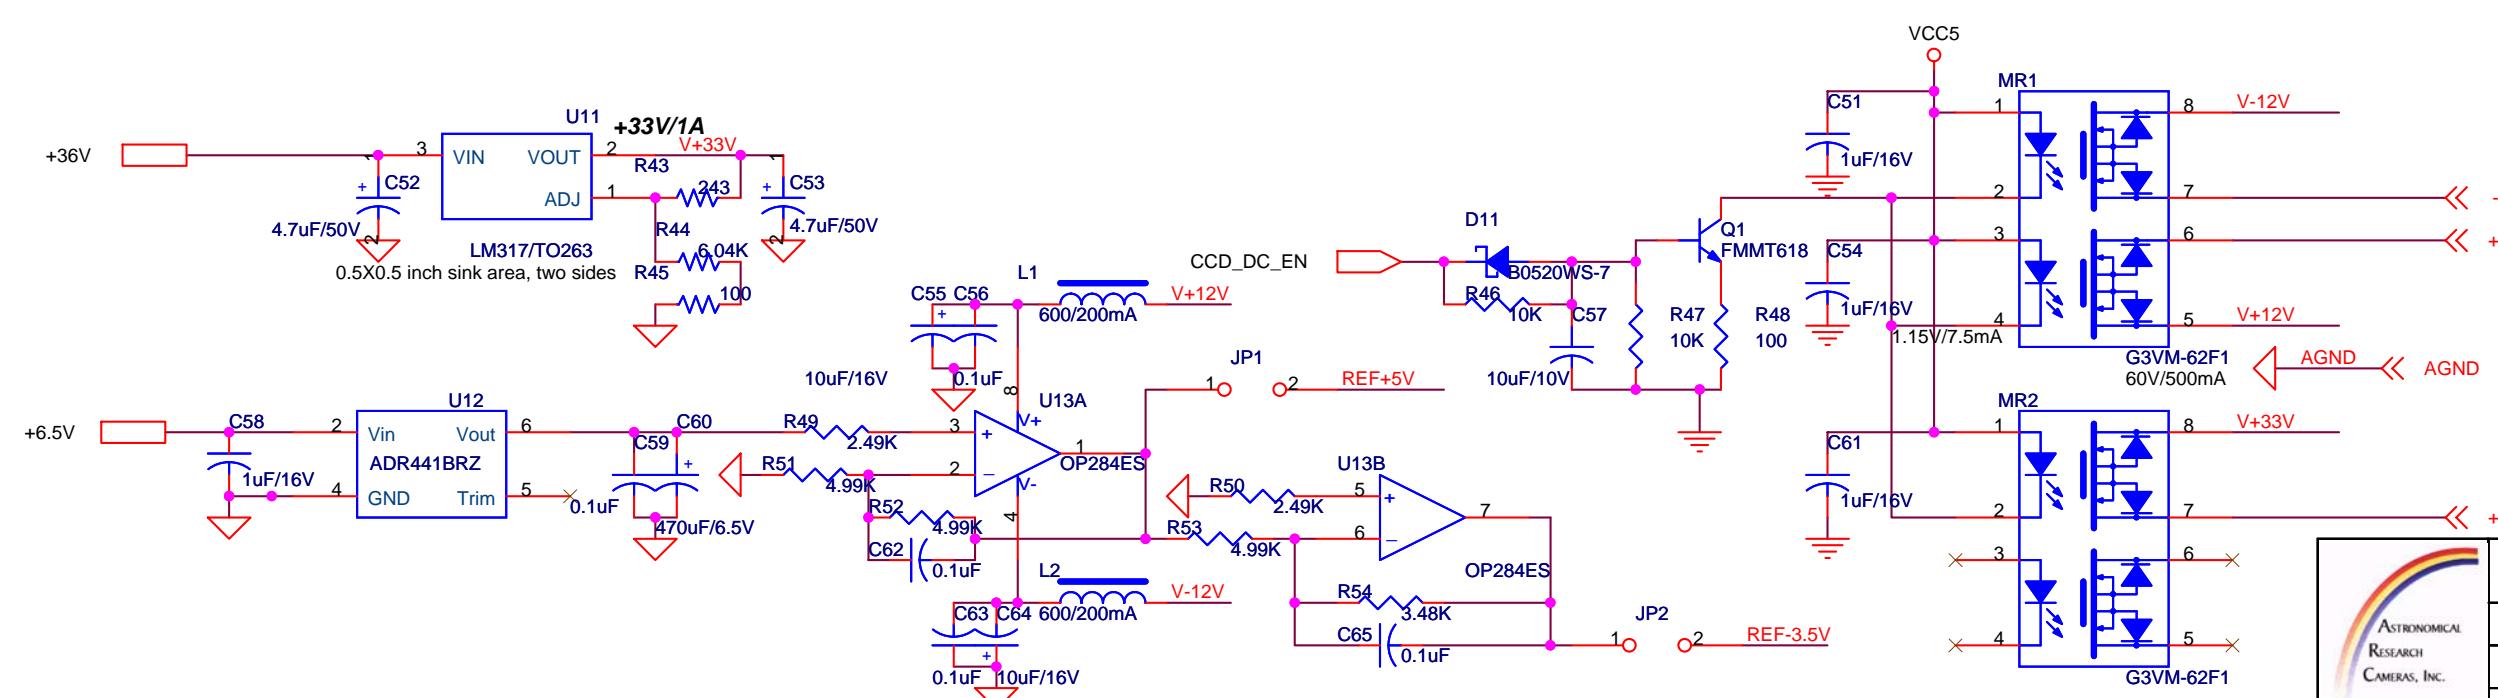 VCC5
MR1
C51
1uF/16V
1
8
V-12V
2
7
-
3
6
+
4
5
V+12V
1.15V/7.5mA
C54
1uF/16V
G3VM-62F1
60V/500mA
AGND
AGND
U11
+33V/1A
+36V
3
VIN
VOUT
2
V+33V
ADJ
1
R43
243
1
C52
4.7uF/50V
2
1
C53
4.7uF/50V
2
R44
6.04K
LM317/TO263
0.5X0.5 inch sink area, two sides
R45
100
D11
Q1
FMMT618
CCD_DC_EN
B0520WS-7
R46
10K
C57
10uF/10V
R47
10K
R48
100
L1
600/200mA
V+12V
C55
C56
10uF/16V
0.1uF
JP1
1
2
REF+5V
8
U13A
V+
+6.5V
C58
1uF/16V
U12
2
Vin
Vout
6
ADR441BRZ
4
GND
Trim
5
C59
0.1uF
C60
470uF/6.5V
R49
2.49K
3
+
R51
4.99K
2
−
1
OP284ES
V-
4
R52
4.99K
C62
0.1uF
L2
600/200mA
V-12V
C63
C64
0.1uF
10uF/16V
U13B
R50
2.49K
5
+
7
R53
4.99K
6
−
OP284ES
R54
3.48K
C65
0.1uF
JP2
1
2
REF-3.5V
MR2
C61
1uF/16V
1
8
V+33V
2
7
+
3
6
4
5
G3VM-62F1
ASTRONOMICAL
RESEARCH
CAMERAS, INC.